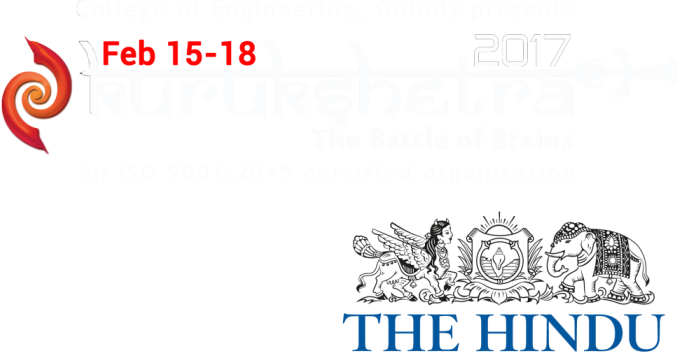 College of Engineering, Guindy presents
Feb 15-18 2017
kurukshetra
The Battle of Brains
An ISO 9001:2015 certified organisation
THE HINDU